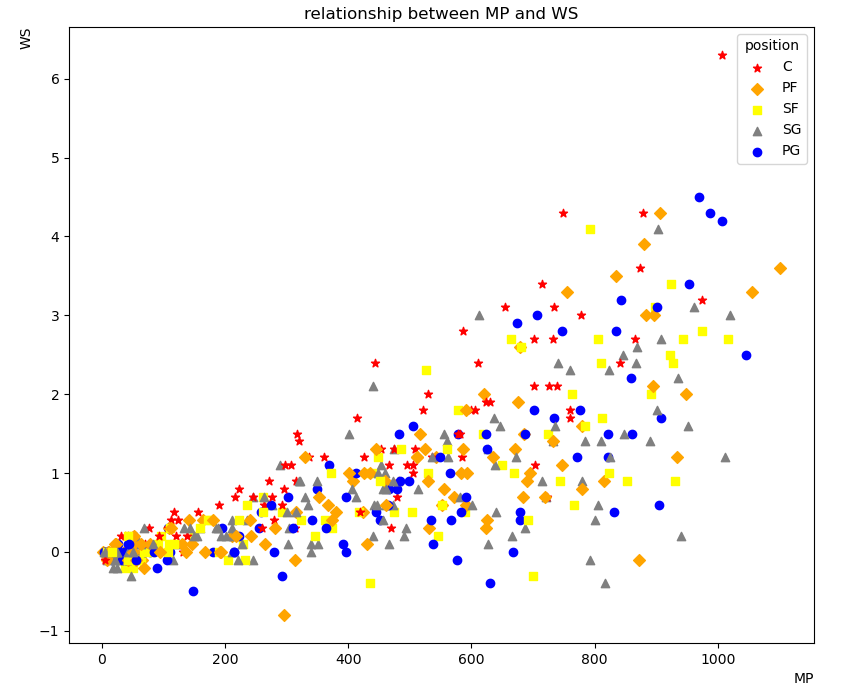 relationship between MP and WS
WS
position
C
PF
SF
SG
PG
6
5
4
3
2
1
0
−1
0 200 400 600 800 1000
MP